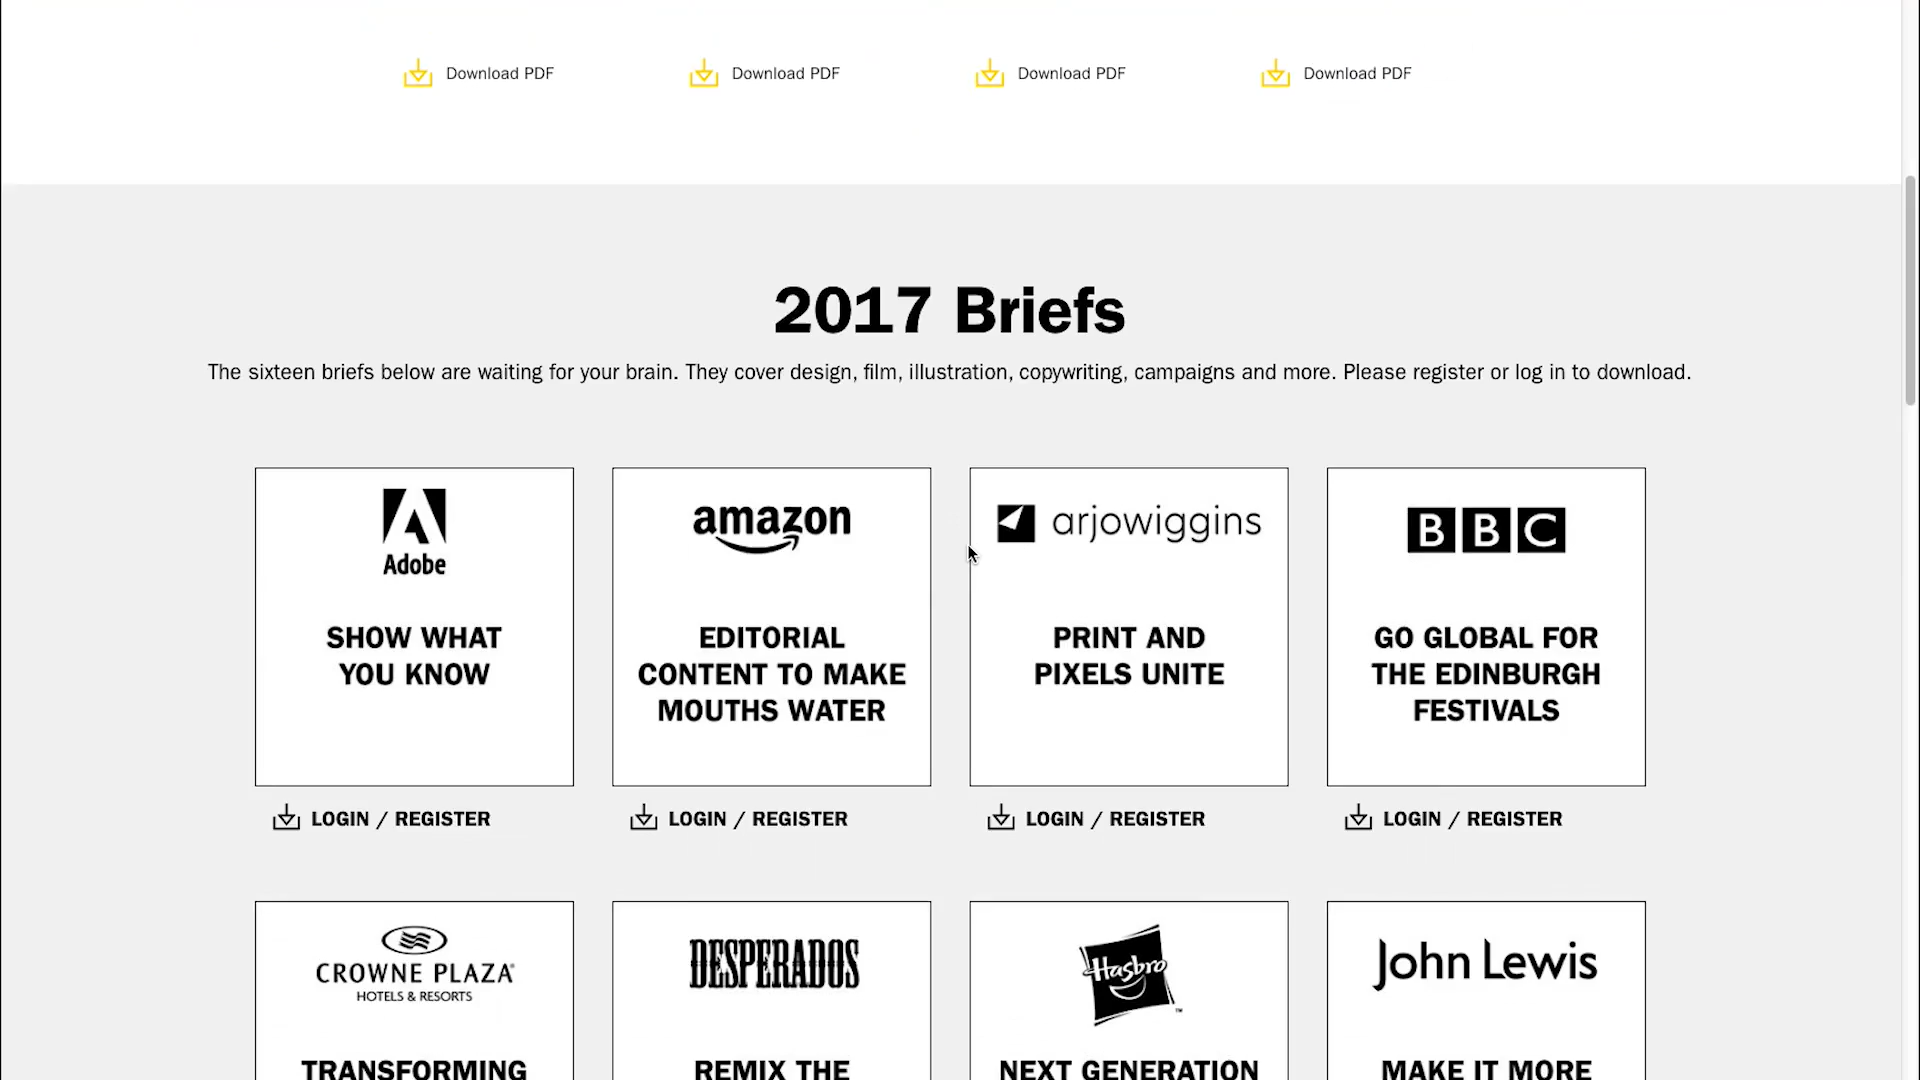 Download PDF
Download PDF
Download PDF
Download PDF
2017 Briefs
The sixteen briefs below are waiting for your brain. They cover design, film, illustration, copywriting, campaigns and more. Please register or log in to download.
Adobe
SHOW WHAT
YOU KNOW
LOGIN / REGISTER
amazon
EDITORIAL
CONTENT TO MAKE
MOUTHS WATER
LOGIN / REGISTER
arjowiggins
PRINT AND
PIXELS UNITE
LOGIN / REGISTER
BBC
GO GLOBAL FOR
THE EDINBURGH
FESTIVALS
LOGIN / REGISTER
CROWNE PLAZA
HOTELS & RESORTS
TRANSFORMING
DESPERADOS
REMIX THE
Hasbro
TM
NEXT GENERATION
John Lewis
MAKE IT MORE